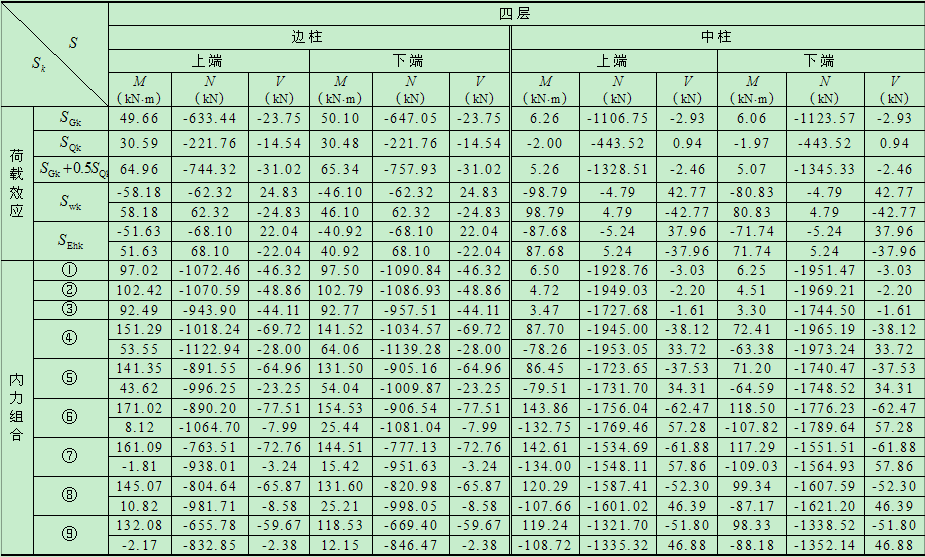 四层
S
S_k
边柱 中柱
上端 下端 上端 下端
M N V M N V M N V M N V
(kN·m) (kN) (kN) (kN·m) (kN) (kN) (kN·m) (kN) (kN) (kN·m) (kN) (kN)
荷载效应
S_Gk 49.66 -633.44 -23.75 50.10 -647.05 -23.75 6.26 -1106.75 -2.93 6.06 -1123.57 -2.93
S_Qk 30.59 -221.76 -14.54 30.48 -221.76 -14.54 -2.00 -443.52 0.94 -1.97 -443.52 0.94
S_Gk+0.5S_Qk 64.96 -744.32 -31.02 65.34 -757.93 -31.02 5.26 -1328.51 -2.46 5.07 -1345.33 -2.46
S_wk -58.18 -62.32 24.83 -46.10 -62.32 24.83 -98.79 -4.79 42.77 -80.83 -4.79 42.77
58.18 62.32 -24.83 46.10 62.32 -24.83 98.79 4.79 -42.77 80.83 4.79 -42.77
S_Ehk -51.63 -68.10 22.04 -40.92 -68.10 22.04 -87.68 -5.24 37.96 -71.74 -5.24 37.96
51.63 68.10 -22.04 40.92 68.10 -22.04 87.68 5.24 -37.96 71.74 5.24 -37.96
内力组合
① 97.02 -1072.46 -46.32 97.50 -1090.84 -46.32 6.50 -1928.76 -3.03 6.25 -1951.47 -3.03
② 102.42 -1070.59 -48.86 102.79 -1086.93 -48.86 4.72 -1949.03 -2.20 4.51 -1969.21 -2.20
③ 92.49 -943.90 -44.11 92.77 -957.51 -44.11 3.47 -1727.68 -1.61 3.30 -1744.50 -1.61
④ 151.29 -1018.24 -69.72 141.52 -1034.57 -69.72 87.70 -1945.00 -38.12 72.41 -1965.19 -38.12
53.55 -1122.94 -28.00 64.06 -1139.28 -28.00 -78.26 -1953.05 33.72 -63.38 -1973.24 33.72
⑤ 141.35 -891.55 -64.96 131.50 -905.16 -64.96 86.45 -1723.65 -37.53 71.20 -1740.47 -37.53
43.62 -996.25 -23.25 54.04 -1009.87 -23.25 -79.51 -1731.70 34.31 -64.59 -1748.52 34.31
⑥ 171.02 -890.20 -77.51 154.53 -906.54 -77.51 143.86 -1756.04 -62.47 118.50 -1776.23 -62.47
8.12 -1064.70 -7.99 25.44 -1081.04 -7.99 -132.75 -1769.46 57.28 -107.82 -1789.64 57.28
⑦ 161.09 -763.51 -72.76 144.51 -777.13 -72.76 142.61 -1534.69 -61.88 117.29 -1551.51 -61.88
-1.81 -938.01 -3.24 15.42 -951.63 -3.24 -134.00 -1548.11 57.86 -109.03 -1564.93 57.86
⑧ 145.07 -804.64 -65.87 131.60 -820.98 -65.87 120.29 -1587.41 -52.30 99.34 -1607.59 -52.30
10.82 -981.71 -8.58 25.21 -998.05 -8.58 -107.66 -1601.02 46.39 -87.17 -1621.20 46.39
⑨ 132.08 -655.78 -59.67 118.53 -669.40 -59.67 119.24 -1321.70 -51.80 98.33 -1338.52 -51.80
-2.17 -832.85 -2.38 12.15 -846.47 -2.38 -108.72 -1335.32 46.88 -88.18 -1352.14 46.88